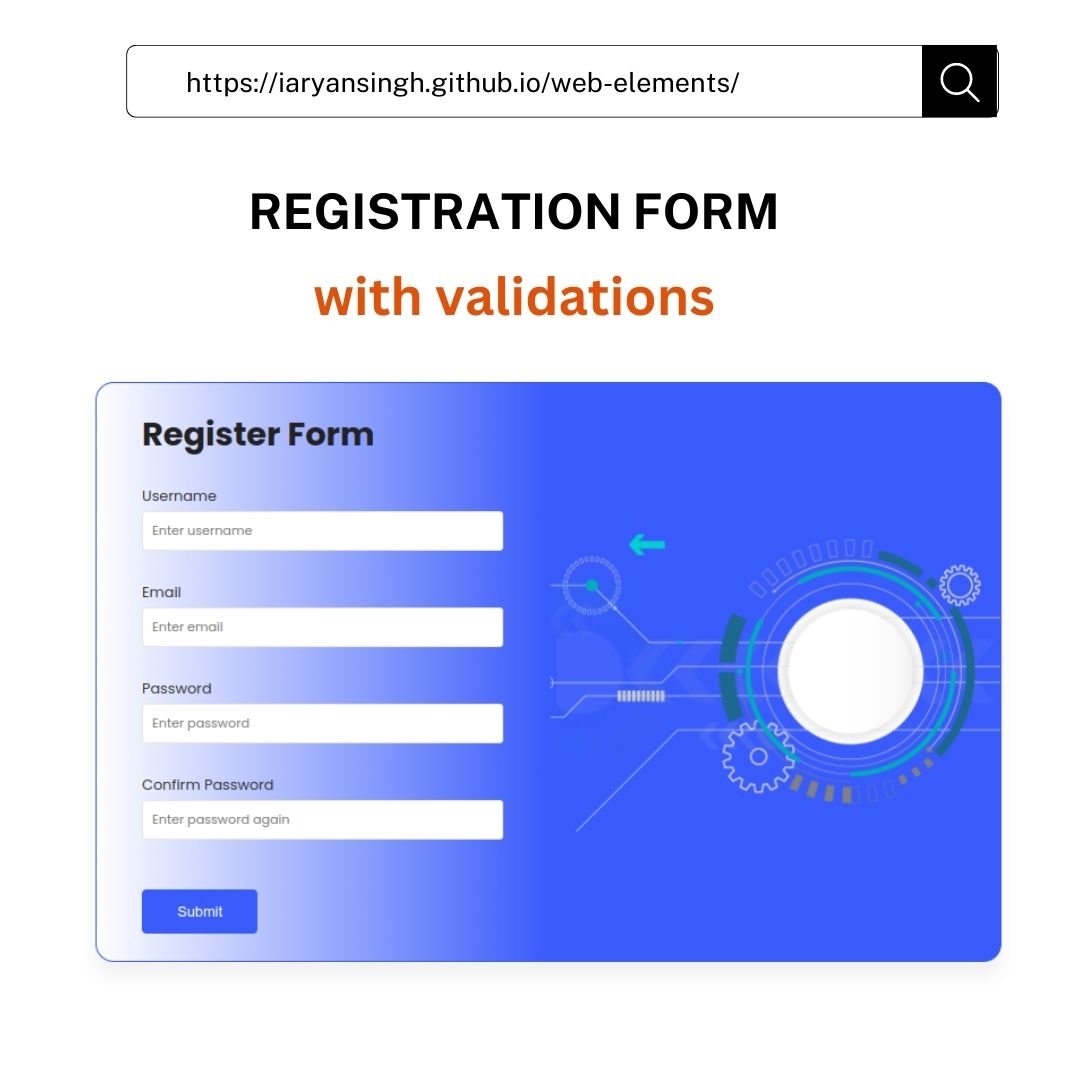 https://iaryansingh.github.io/web-elements/
REGISTRATION FORM
with validations
Register Form
Username
Enter username
Email
Enter email
Password
Enter password
Confirm Password
Enter password again
Submit